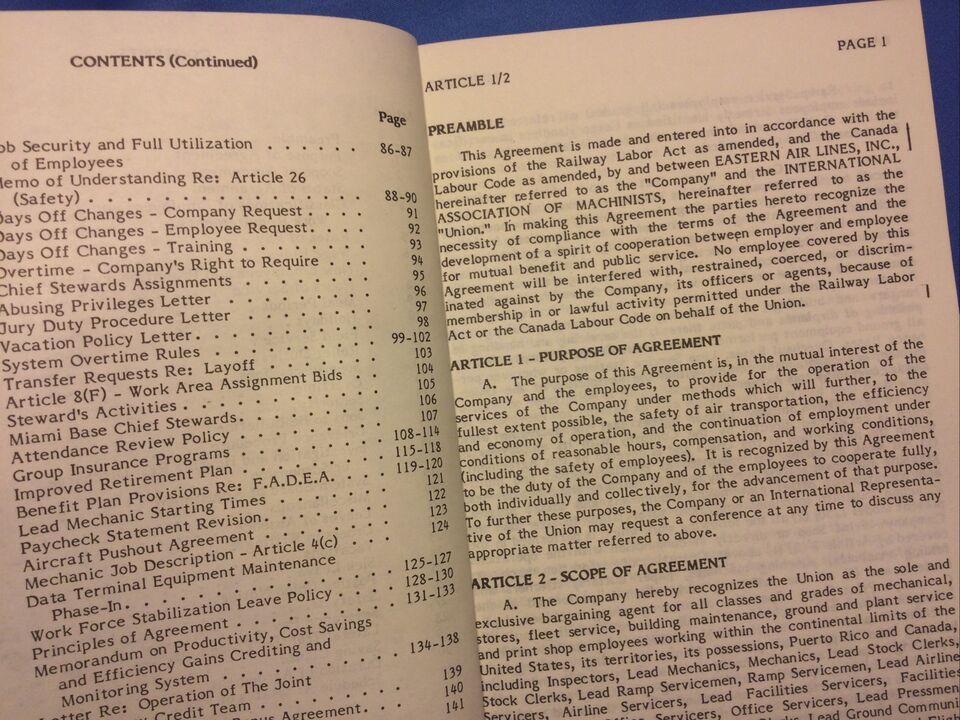 CONTENTS (Continued)
Page
ob Security and Full Utilization . . . . . . 86-87
of Employees
Memo of Understanding Re: Article 26
(Safety) . . . . . . . . . . . . . . . . . 88-90
Days Off Changes - Company Request . . . . 91
Days Off Changes - Employee Request . . . . 92
Days Off Changes - Training . . . . . . . . 93
Overtime - Company's Right to Require . . . 94
Chief Stewards Assignments . . . . . . . . 95
Abusing Privileges Letter . . . . . . . . . 96
Jury Duty Procedure Letter . . . . . . . . 97
Vacation Policy Letter . . . . . . . . . . 98
System Overtime Rules . . . . . . . . . . 99-102
Transfer Requests Re: Layoff . . . . . . . 103
Article 8(F) - Work Area Assignment Bids . . 104
Steward's Activities . . . . . . . . . . . 105
Miami Base Chief Stewards . . . . . . . . . 106
Attendance Review Policy . . . . . . . . . 107
Group Insurance Programs . . . . . . . . . 108-114
Improved Retirement Plan . . . . . . . . . 115-118
Benefit Plan Provisions Re: F.A.D.E.A. . . . 119-120
Lead Mechanic Starting Times . . . . . . . 121
Paycheck Statement Revision . . . . . . . . 122
Aircraft Pushout Agreement . . . . . . . . 123
Mechanic Job Description - Article 4(c) . . . 124
Data Terminal Equipment Maintenance
Phase-In . . . . . . . . . . . . . . . . 125-127
Work Force Stabilization Leave Policy . . . . 128-130
Principles of Agreement . . . . . . . . . . 131-133
Memorandum on Productivity, Cost Savings
and Efficiency Gains Crediting and
Monitoring System . . . . . . . . . . . . 134-138
Letter Re: Operation of The Joint
Credit Team . . . . . . . . . . . 139
Agreement . . . 140
141
ARTICLE 1/2 PAGE 1
PREAMBLE
This Agreement is made and entered into in accordance with the
provisions of the Railway Labor Act as amended, and the Canada
Labour Code as amended, by and between EASTERN AIR LINES, INC.,
hereinafter referred to as the "Company" and the INTERNATIONAL
ASSOCIATION OF MACHINISTS, hereinafter referred to as the
"Union." In making this Agreement the parties hereto recognize the
necessity of compliance with the terms of the Agreement and the
development of a spirit of cooperation between employer and employee
for mutual benefit and public service. No employee covered by this
Agreement will be interfered with, restrained, coerced, or discrim-
inated against by the Company, its officers or agents, because of
membership in or lawful activity permitted under the Railway Labor
Act or the Canada Labour Code on behalf of the Union.
ARTICLE 1 - PURPOSE OF AGREEMENT
A. The purpose of this Agreement is, in the mutual interest of the
Company and the employees, to provide for the operation of the
services of the Company under methods which will further, to the
fullest extent possible, the safety of air transportation, the efficiency
and economy of operation, and the continuation of employment under
conditions of reasonable hours, compensation, and working conditions,
(including the safety of employees). It is recognized by this Agreement
to be the duty of the Company and of the employees to cooperate fully,
both individually and collectively, for the advancement of that purpose.
To further these purposes, the Company or an International Representa-
tive of the Union may request a conference at any time to discuss any
appropriate matter referred to above.
ARTICLE 2 - SCOPE OF AGREEMENT
A. The Company hereby recognizes the Union as the sole and
exclusive bargaining agent for all classes and grades of mechanical,
stores, fleet service, building maintenance, ground and plant service
and print shop employees working within the continental limits of the
United States, its territories, its possessions, Puerto Rico and Canada,
including Inspectors, Lead Mechanics, Mechanics, Lead Stock Clerks,
Stock Clerks, Lead Ramp Servicemen, Ramp Servicemen, Lead Airline
Servicers, Airline Servicers, Lead Facilities Servicers, Facilities
Servicers, Office Servicers, Lead Pressmen
Lead Ground Communi